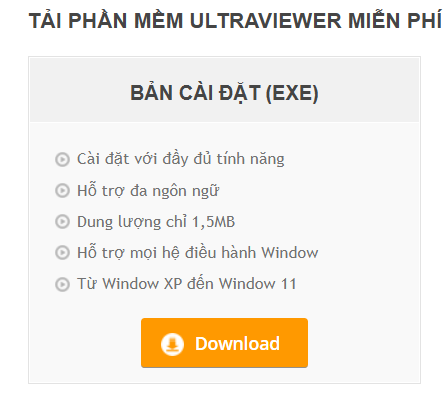 TẢI PHẦN MỀM ULTRAVIEWER MIỄN PHÍ
BẢN CÀI ĐẶT (EXE)
Cài đặt với đầy đủ tính năng
Hỗ trợ đa ngôn ngữ
Dung lượng chỉ 1,5MB
Hỗ trợ mọi hệ điều hành Window
Từ Window XP đến Window 11
Download